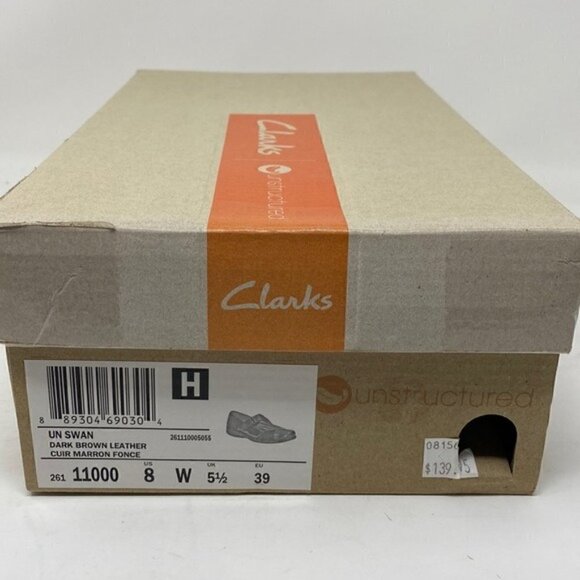 Clarks unstructured
Clarks
unstructured
H
8 89304 69030 4
261110005055
UN SWAN
DARK BROWN LEATHER
CUIR MARRON FONCE
US UK EU
261 11000 8 W 5½ 39
08156
$139.